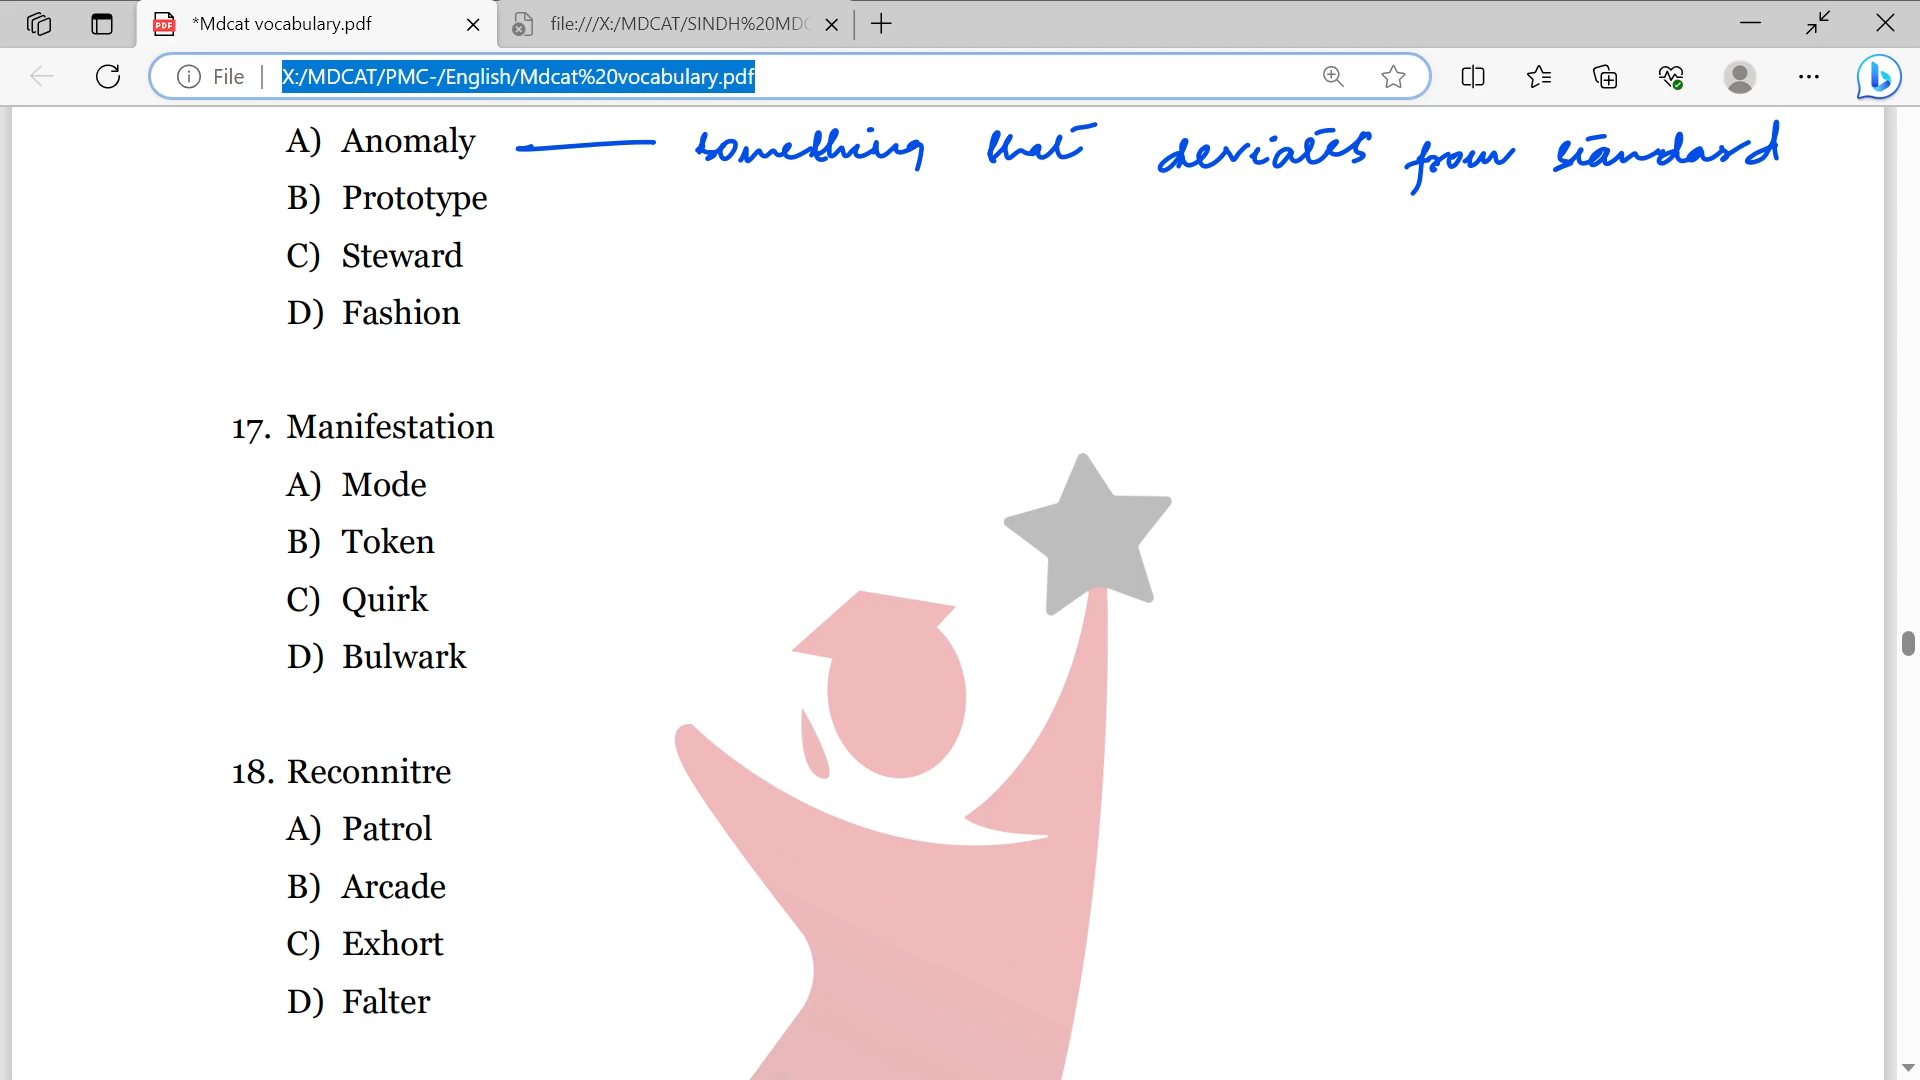 *Mdcat vocabulary.pdf
file:///X:/MDCAT/SINDH%20MDC
File
X:/MDCAT/PMC-/English/Mdcat%20vocabulary.pdf
A) Anomaly something that deviates from standard
B) Prototype
C) Steward
D) Fashion
17. Manifestation
A) Mode
B) Token
C) Quirk
D) Bulwark
18. Reconnitre
A) Patrol
B) Arcade
C) Exhort
D) Falter